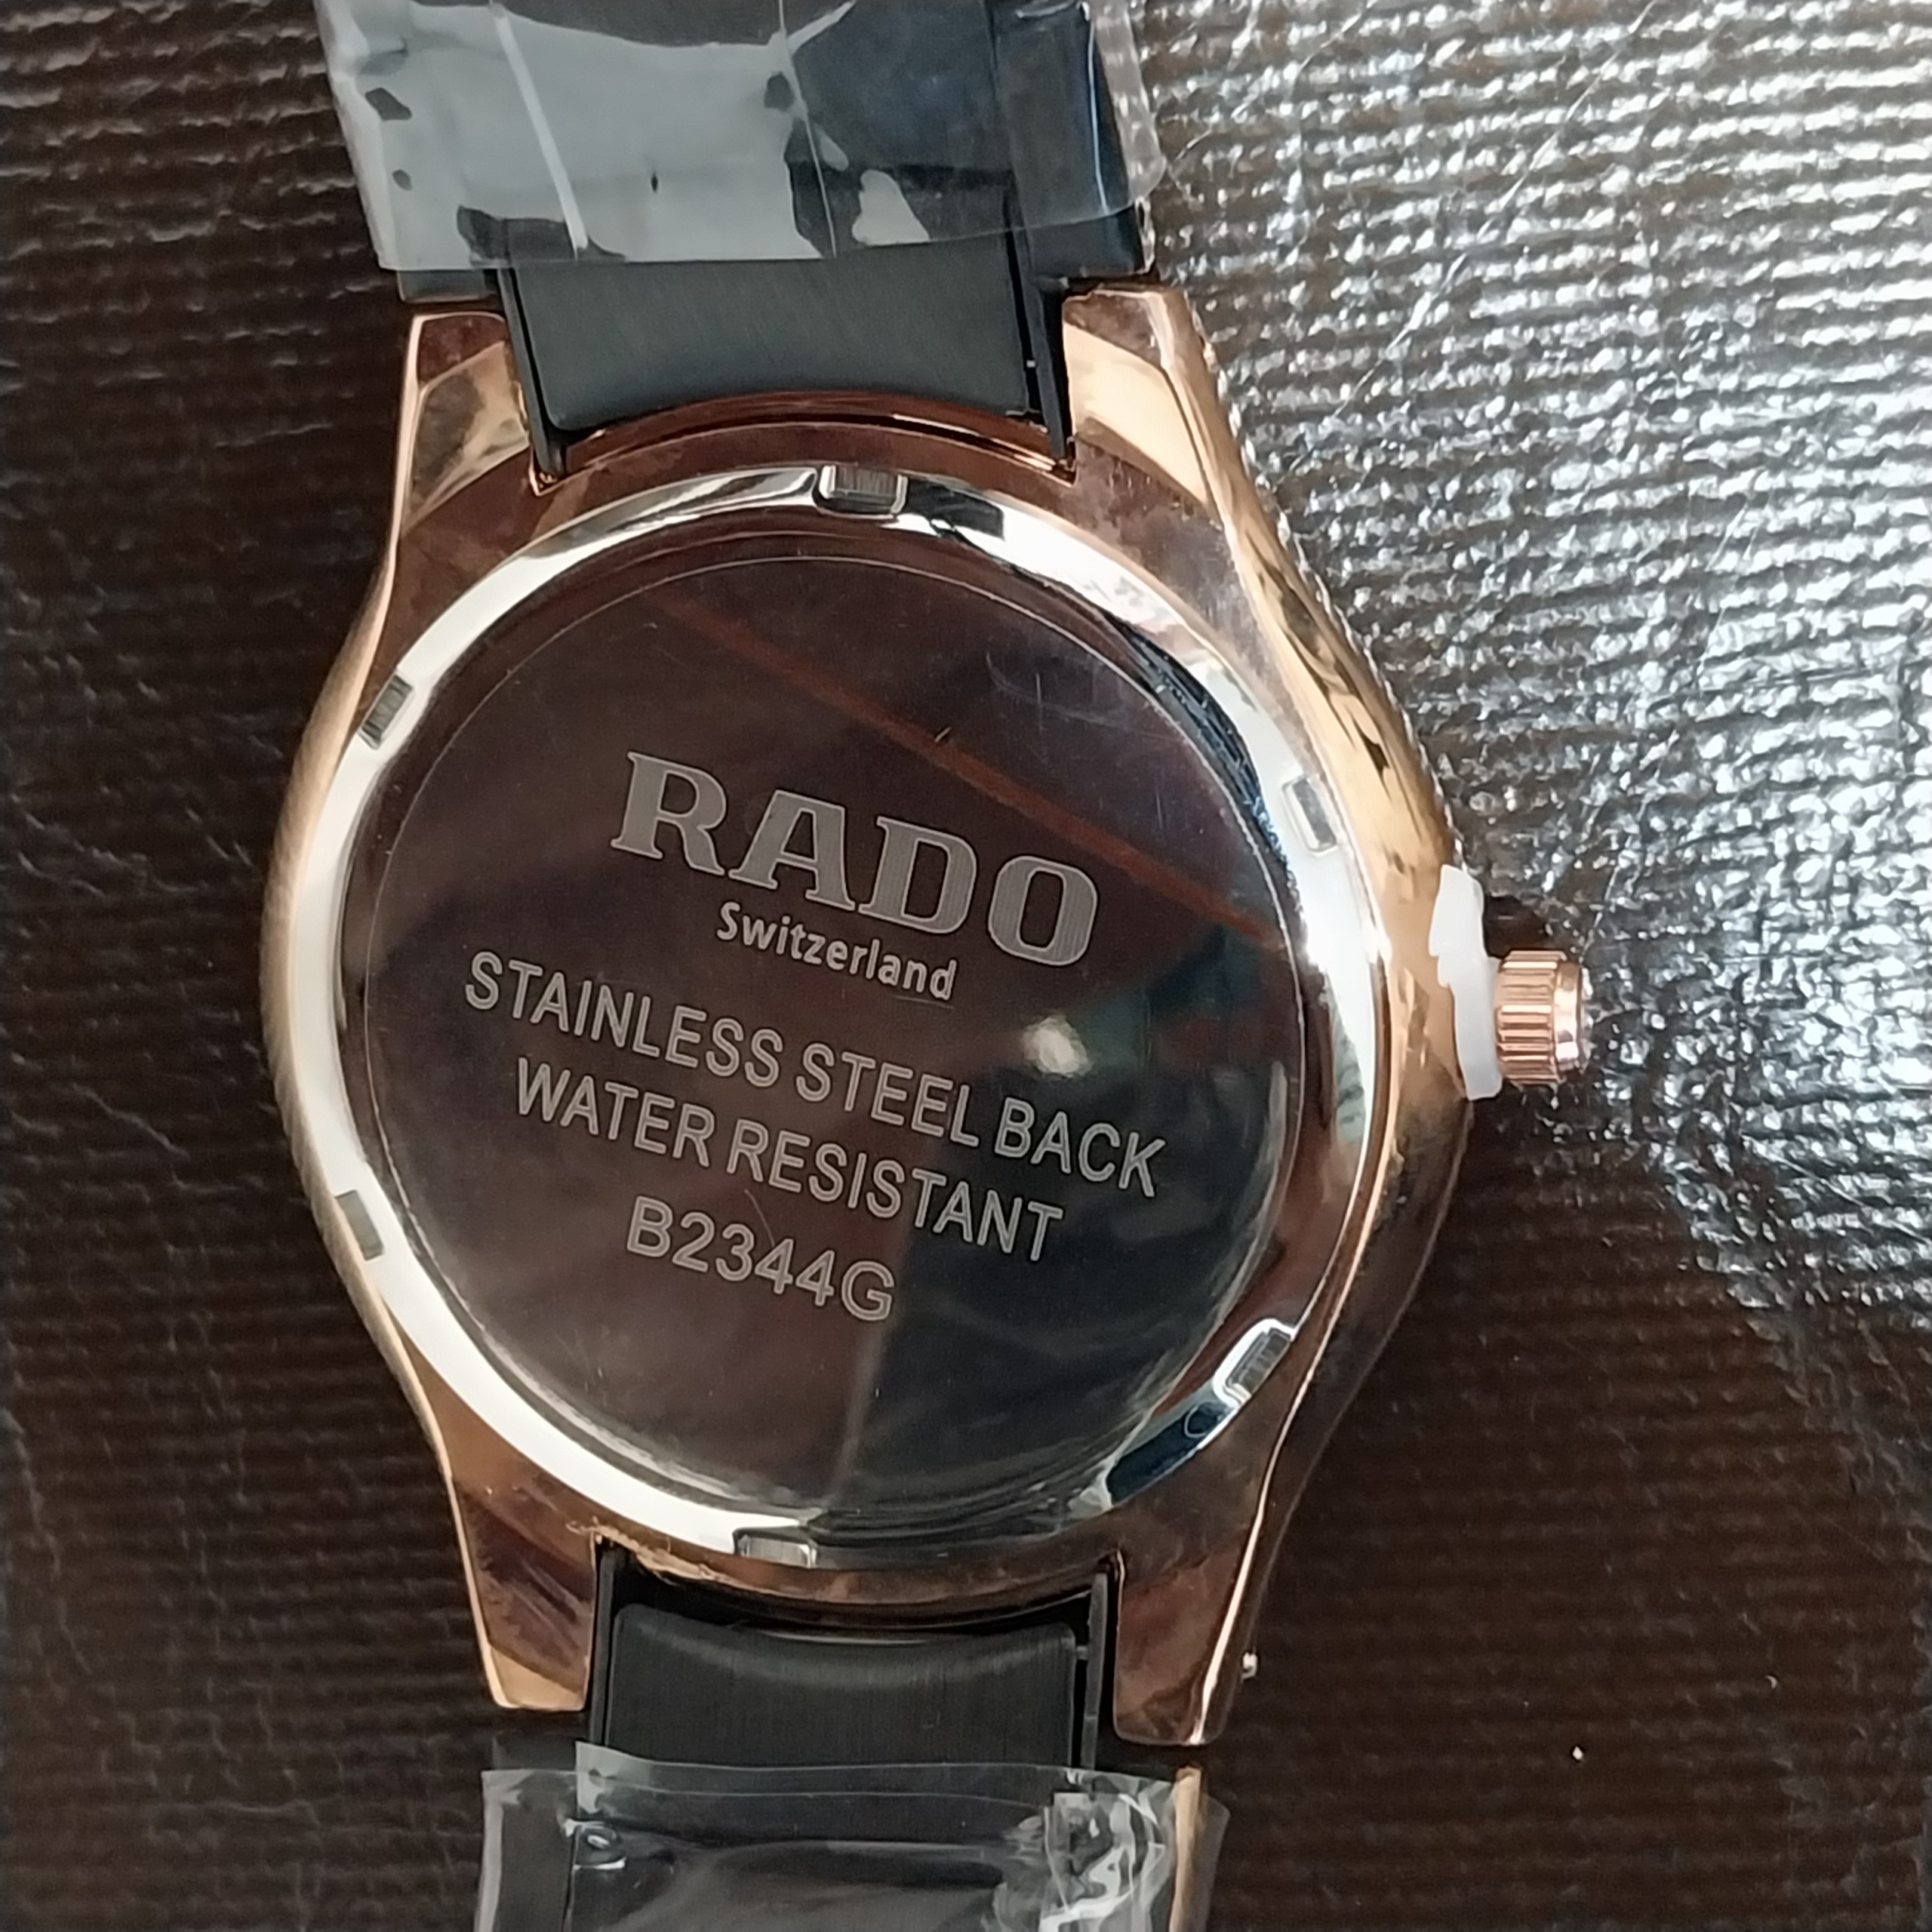 RADO
Switzerland
STAINLESS STEEL BACK
WATER RESISTANT
B2344G